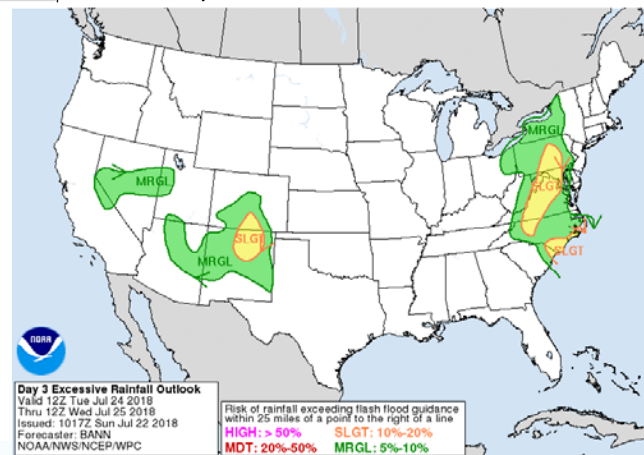 MRGL
MRGL
SLGT
SLGT
MRGL
SLGT
NOAA
Day 3 Excessive Rainfall Outlook
Valid 12Z Tue Jul 24 2018
Thru 12Z Wed Jul 25 2018
Issued: 1017Z Sun Jul 22 2018
Forecaster: BANN
NOAA/NWS/NCEP/WPC
Risk of rainfall exceeding flash flood guidance
within 25 miles of a point to the right of a line
HIGH: > 50% SLGT: 10%-20%
MDT: 20%-50% MRGL: 5%-10%